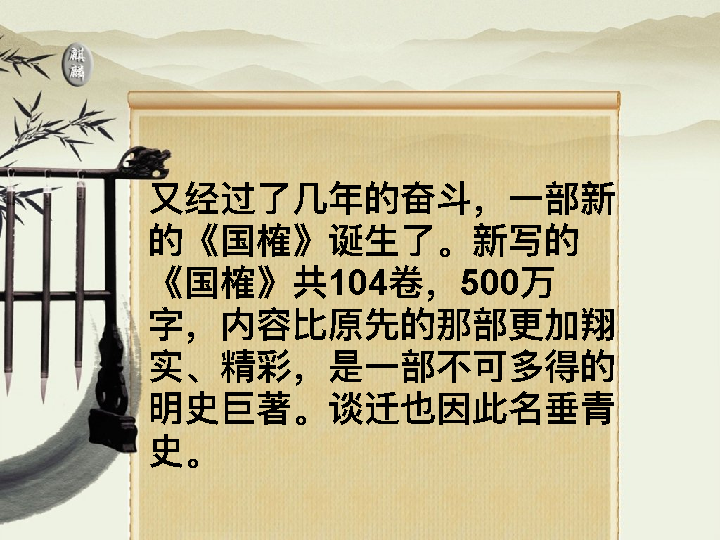 麒
麟
又经过了几年的奋斗，一部新
的《国榷》诞生了。新写的
《国榷》共104卷，500万
字，内容比原先的那部更加翔
实、精彩，是一部不可多得的
明史巨著。谈迁也因此名垂青
史。